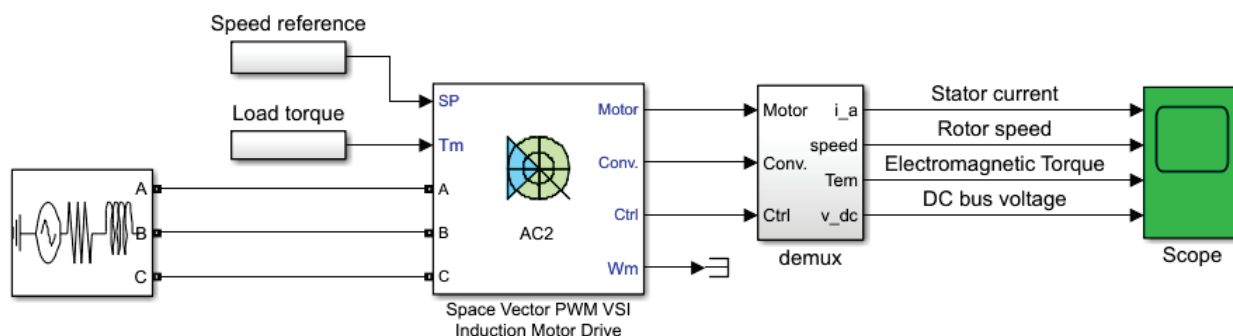 Speed reference
Load torque
A
B
C
SP
Tm
A
B
C
AC2
Motor
Conv.
Ctrl
Wm
Space Vector PWM VSI
Induction Motor Drive
Motor
Conv.
Ctrl
i_a
speed
Tem
v_dc
demux
Stator current
Rotor speed
Electromagnetic Torque
DC bus voltage
Scope